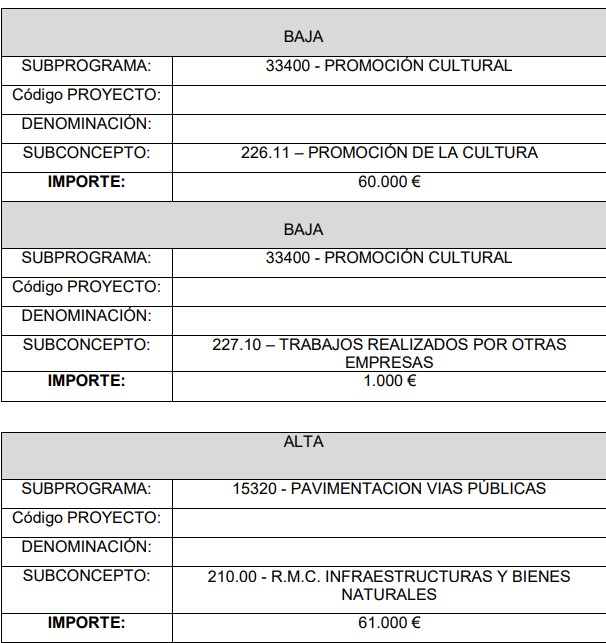 BAJA
SUBPROGRAMA: 33400 - PROMOCIÓN CULTURAL
Código PROYECTO:
DENOMINACIÓN:
SUBCONCEPTO: 226.11 – PROMOCIÓN DE LA CULTURA
IMPORTE: 60.000 €
BAJA
SUBPROGRAMA: 33400 - PROMOCIÓN CULTURAL
Código PROYECTO:
DENOMINACIÓN:
SUBCONCEPTO: 227.10 – TRABAJOS REALIZADOS POR OTRAS
EMPRESAS
IMPORTE: 1.000 €
ALTA
SUBPROGRAMA: 15320 - PAVIMENTACION VIAS PÚBLICAS
Código PROYECTO:
DENOMINACIÓN:
SUBCONCEPTO: 210.00 - R.M.C. INFRAESTRUCTURAS Y BIENES
NATURALES
IMPORTE: 61.000 €